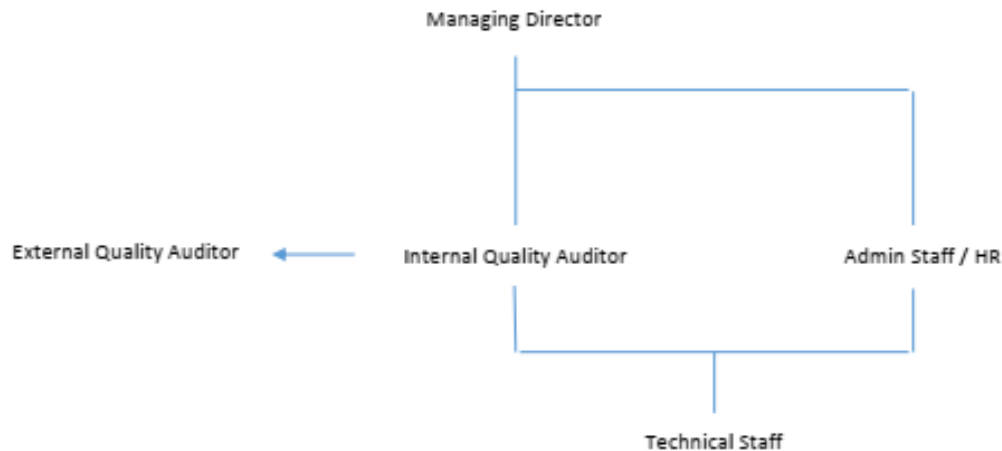 Managing Director
External Quality Auditor
Internal Quality Auditor
Admin Staff / HR
Technical Staff